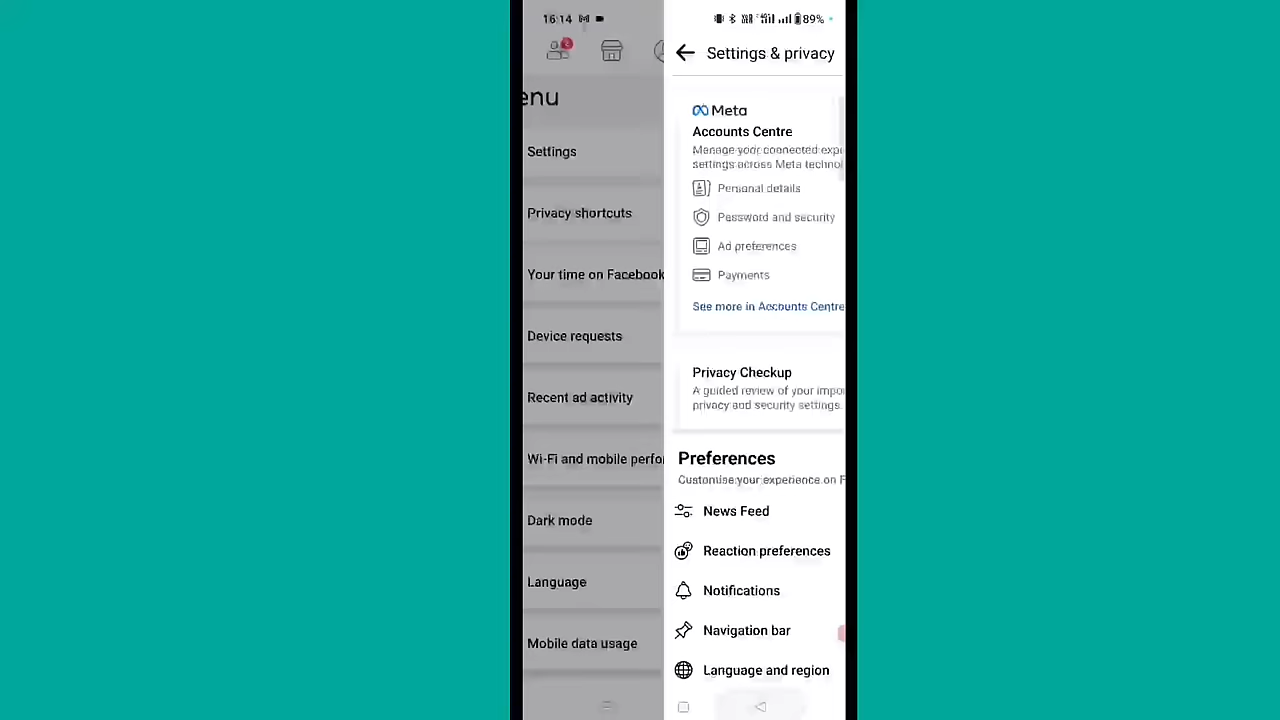 16:14
89%
2
enu
Settings
Privacy shortcuts
Your time on Facebook
Device requests
Recent ad activity
Wi-Fi and mobile perfo
Dark mode
Language
Mobile data usage
Settings & privacy
Meta
Accounts Centre
Manage your connected expe
settings across Meta technol
Personal details
Password and security
Ad preferences
Payments
See more in Accounts Centre
Privacy Checkup
A guided review of your impor
privacy and security settings.
Preferences
Customise your experience on F
News Feed
Reaction preferences
Notifications
Navigation bar
Language and region